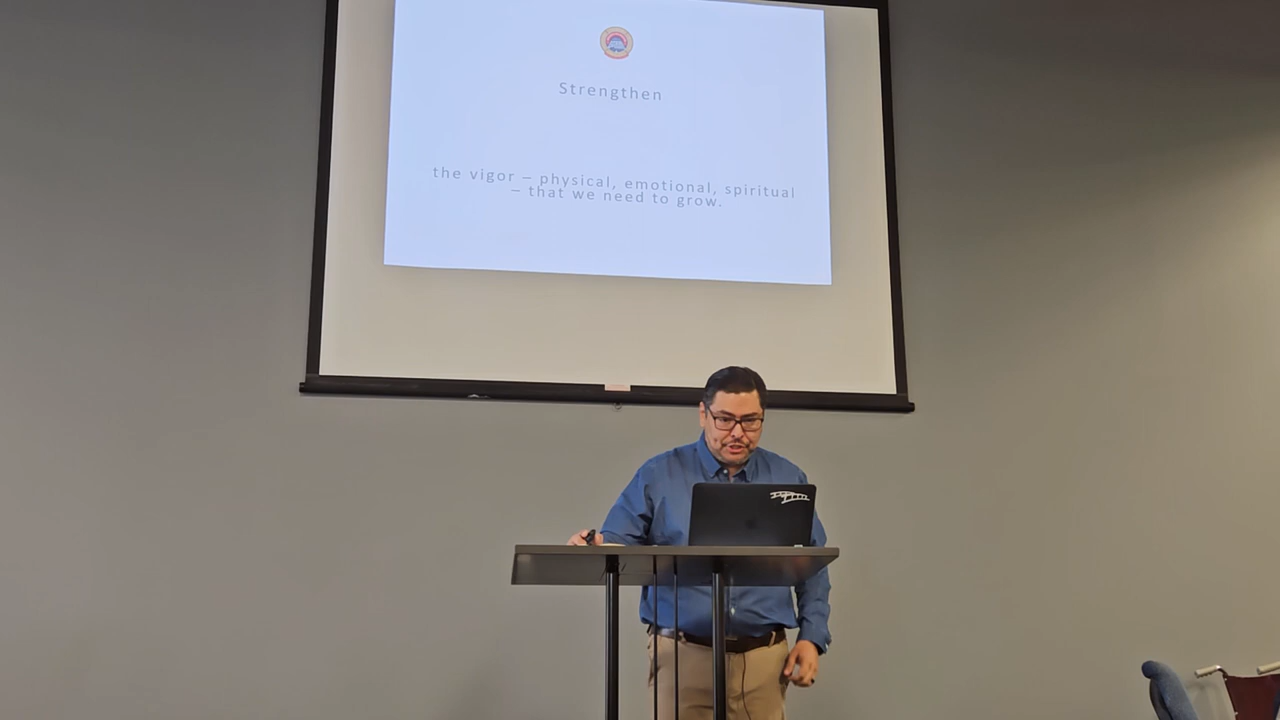 Strengthen
the vigor – physical, emotional, spiritual
– that we need to grow.